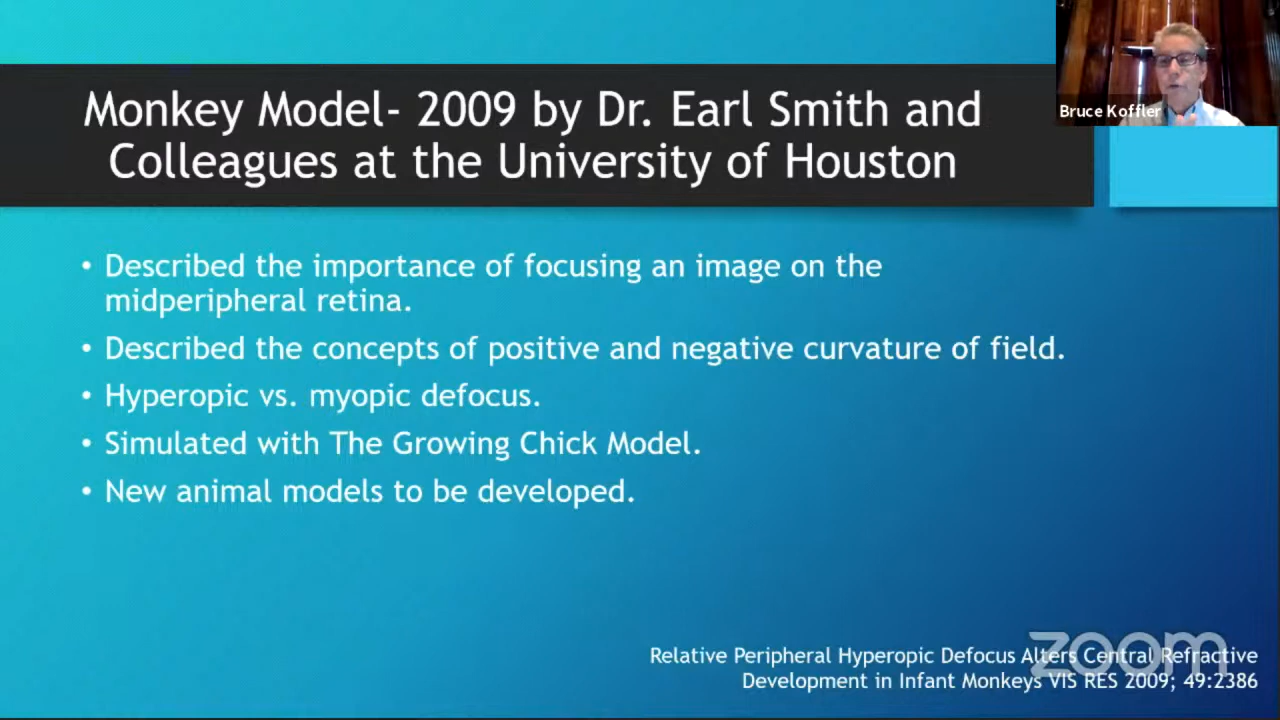 Bruce Koffler
Monkey Model- 2009 by Dr. Earl Smith and
Colleagues at the University of Houston
• Described the importance of focusing an image on the
midperipheral retina.
• Described the concepts of positive and negative curvature of field.
• Hyperopic vs. myopic defocus.
• Simulated with The Growing Chick Model.
• New animal models to be developed.
zoom
Relative Peripheral Hyperopic Defocus Alters Central Refractive
Development in Infant Monkeys VIS RES 2009; 49:2386